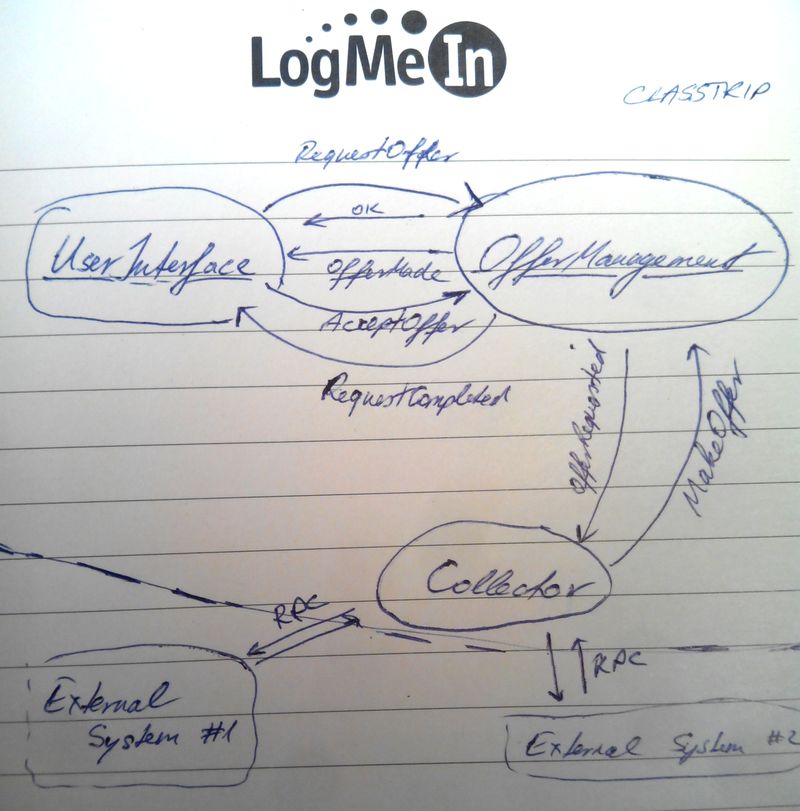 LogMeIn
CLASSTRIP
RequestOffer
OK
UserInterface
OfferManagement
OfferMade
AcceptOffer
RequestCompleted
OfferRequested
MakeOffer
Collector
RPC
RPC
External
System #1
External System #2